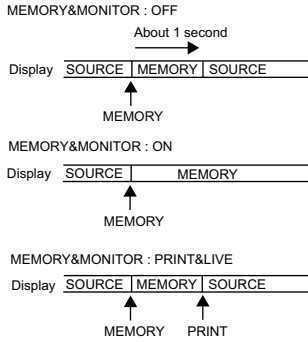 MEMORY&MONITOR : OFF
About 1 second
Display SOURCE MEMORY SOURCE
MEMORY
MEMORY&MONITOR : ON
Display SOURCE MEMORY
MEMORY
MEMORY&MONITOR : PRINT&LIVE
Display SOURCE MEMORY SOURCE
MEMORY PRINT